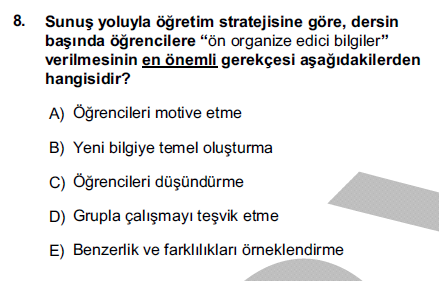 8. Sunuş yoluyla öğretim stratejisine göre, dersin
başında öğrencilere “ön organize edici bilgiler”
verilmesinin en önemli gerekçesi aşağıdakilerden
hangisidir?
A) Öğrencileri motive etme
B) Yeni bilgiye temel oluşturma
C) Öğrencileri düşündürme
D) Grupla çalışmayı teşvik etme
E) Benzerlik ve farklılıkları örneklendirme